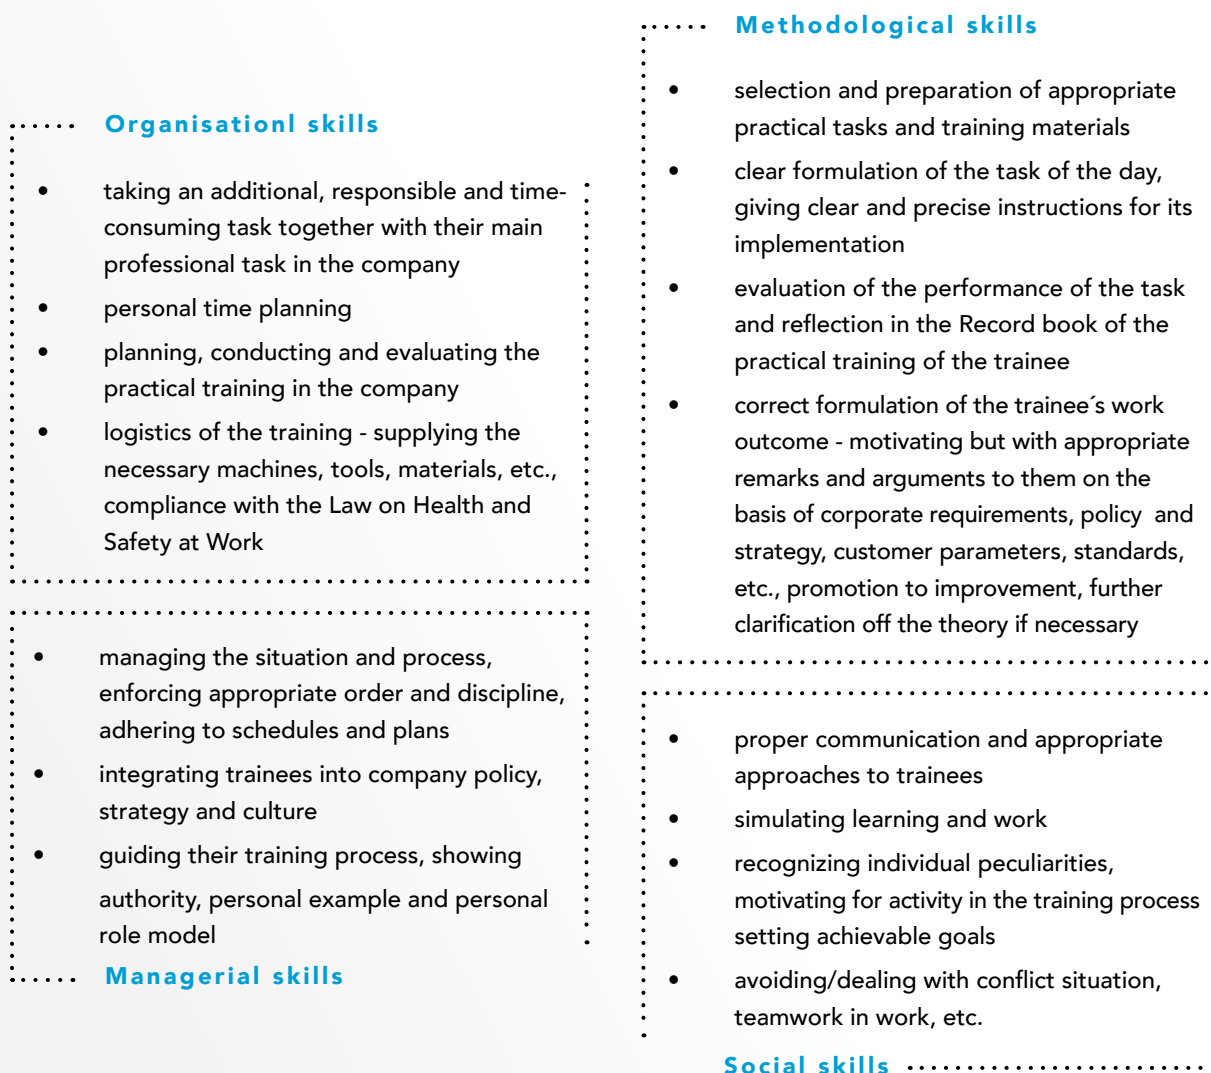 Organisationl skills
• taking an additional, responsible and time-
consuming task together with their main
professional task in the company
• personal time planning
• planning, conducting and evaluating the
practical training in the company
• logistics of the training - supplying the
necessary machines, tools, materials, etc.,
compliance with the Law on Health and
Safety at Work
• managing the situation and process,
enforcing appropriate order and discipline,
adhering to schedules and plans
• integrating trainees into company policy,
strategy and culture
• guiding their training process, showing
authority, personal example and personal
role model
Managerial skills
Methodological skills
• selection and preparation of appropriate
practical tasks and training materials
• clear formulation of the task of the day,
giving clear and precise instructions for its
implementation
• evaluation of the performance of the task
and reflection in the Record book of the
practical training of the trainee
• correct formulation of the trainee´s work
outcome - motivating but with appropriate
remarks and arguments to them on the
basis of corporate requirements, policy  and
strategy, customer parameters, standards,
etc., promotion to improvement, further
clarification off the theory if necessary
• proper communication and appropriate
approaches to trainees
• simulating learning and work
• recognizing individual peculiarities,
motivating for activity in the training process
setting achievable goals
• avoiding/dealing with conflict situation,
teamwork in work, etc.
Social skills